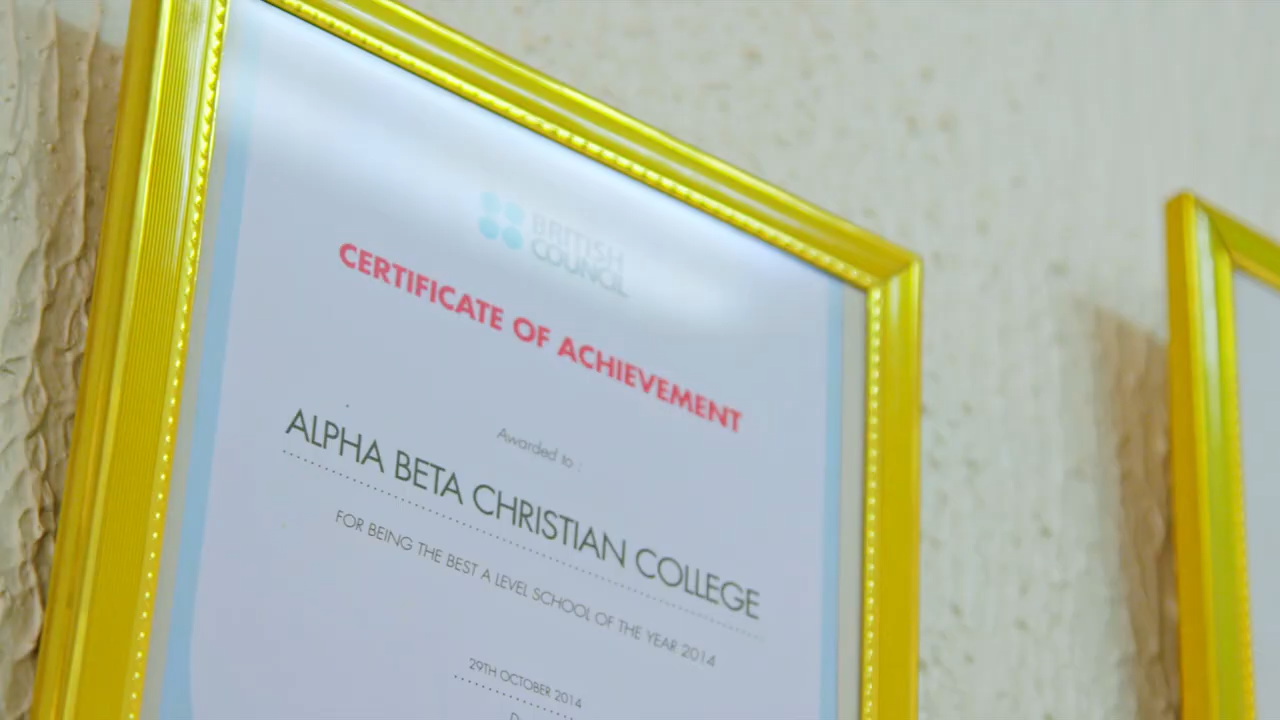 BRITISH
COUNCIL
CERTIFICATE OF ACHIEVEMENT
Awarded to :
ALPHA BETA CHRISTIAN COLLEGE
FOR BEING THE BEST A LEVEL SCHOOL OF THE YEAR 2014
29TH OCTOBER 2014